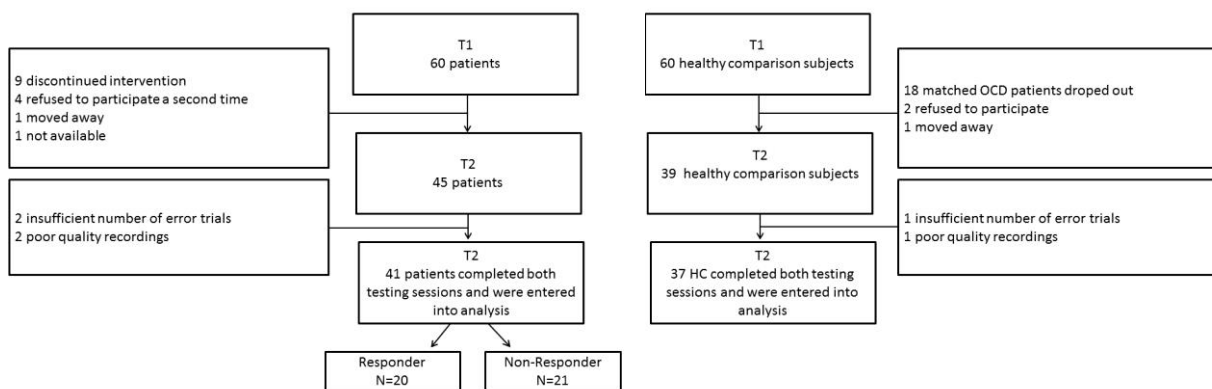 T1
60 patients
9 discontinued intervention
4 refused to participate a second time
1 moved away
1 not available
T2
45 patients
2 insufficient number of error trials
2 poor quality recordings
T2
41 patients completed both
testing sessions and were entered
into analysis
Responder
N=20
Non-Responder
N=21
T1
60 healthy comparison subjects
18 matched OCD patients droped out
2 refused to participate
1 moved away
T2
39 healthy comparison subjects
1 insufficient number of error trials
1 poor quality recordings
T2
37 HC completed both testing
sessions and were entered into
analysis